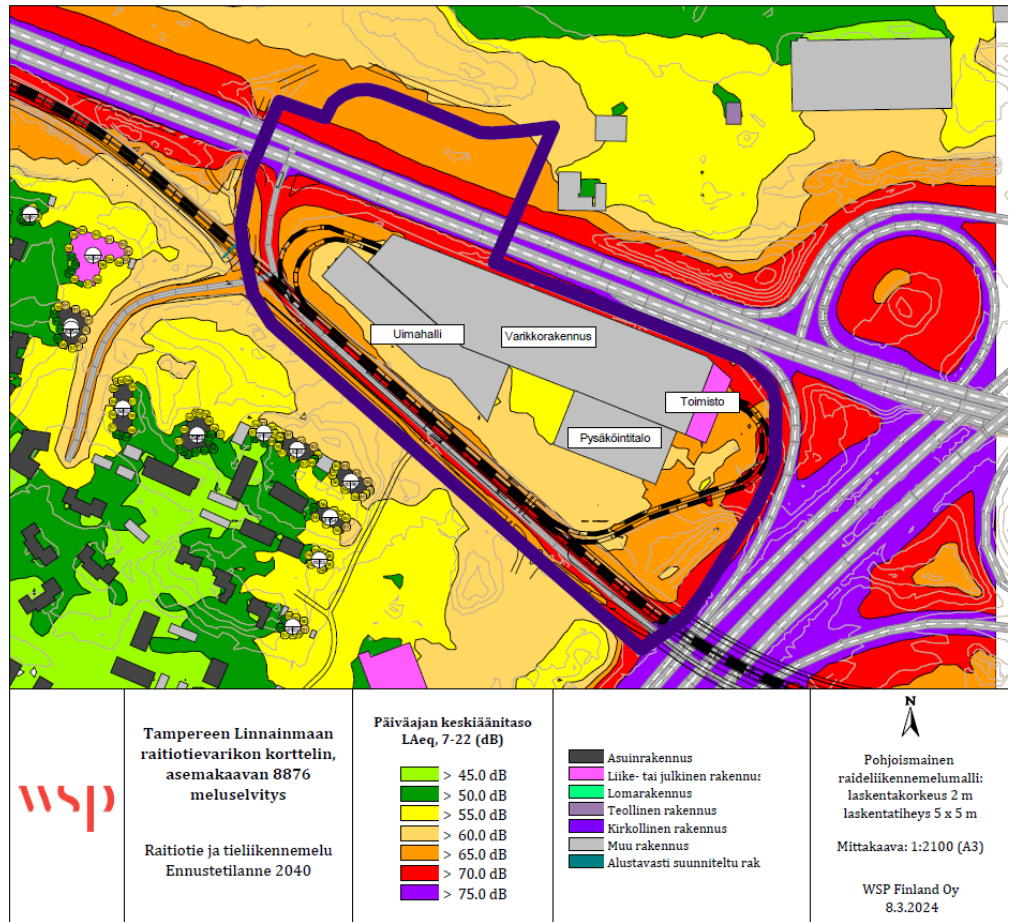 Uimahalli
Varikkorakennus
Toimisto
Pysäköintitalo
wsp
Tampereen Linnainmaan
raitiotievarikon korttelin,
asemakaavan 8876
meluselvitys
Raitiotie ja tieliikennemelu
Ennustetilanne 2040
Päiväajan keskiäänitaso
LAeq, 7-22 (dB)
> 45.0 dB
> 50.0 dB
> 55.0 dB
> 60.0 dB
> 65.0 dB
> 70.0 dB
> 75.0 dB
Asuinrakennus
Liike- tai julkinen rakennus
Lomarakennus
Teollinen rakennus
Kirkollinen rakennus
Muu rakennus
Alustavasti suunniteltu rak
N
Pohjoismainen
raideliikennemelumalli:
laskentakorkeus 2 m
laskentatiheys 5 x 5 m
Mittakaava: 1:2100 (A3)
WSP Finland Oy
8.3.2024